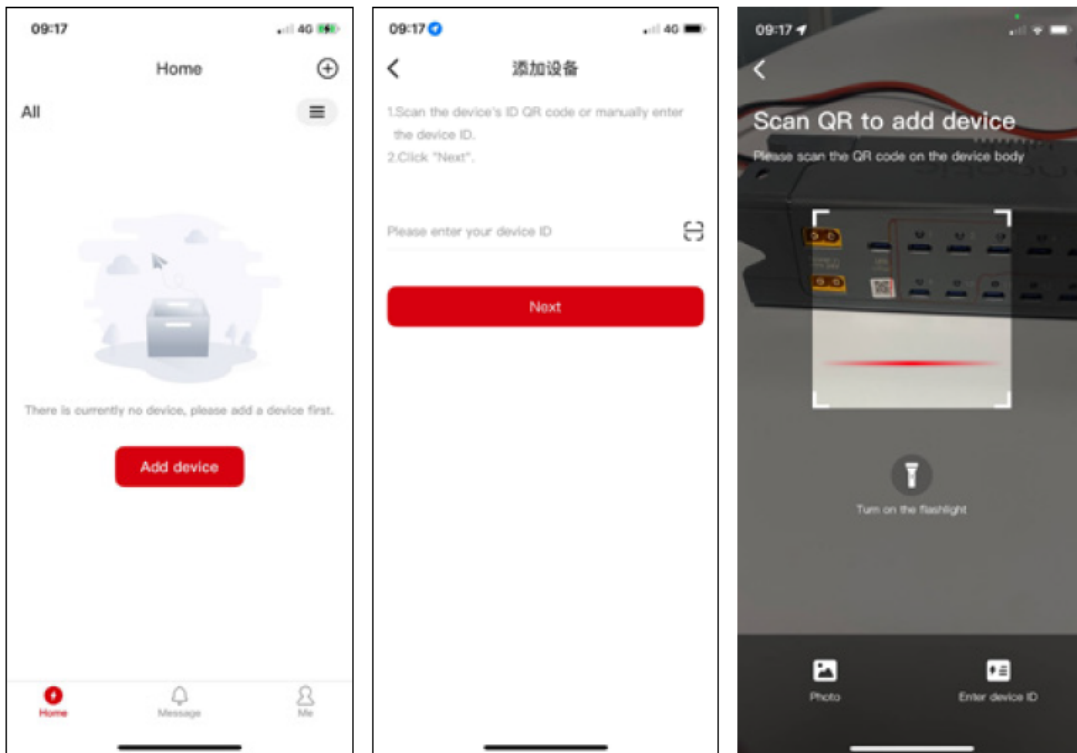 09:17
4G
Home
All
There is currently no device, please add a device first.
Add device
Home
Message
Me
09:17
4G
添加设备
1.Scan the device's ID QR code or manually enter
the device ID.
2.Click "Next".
Please enter your device ID
Next
09:17
Scan QR to add device
Please scan the QR code on the device body
Turn on the flashlight
Photo
Enter device ID